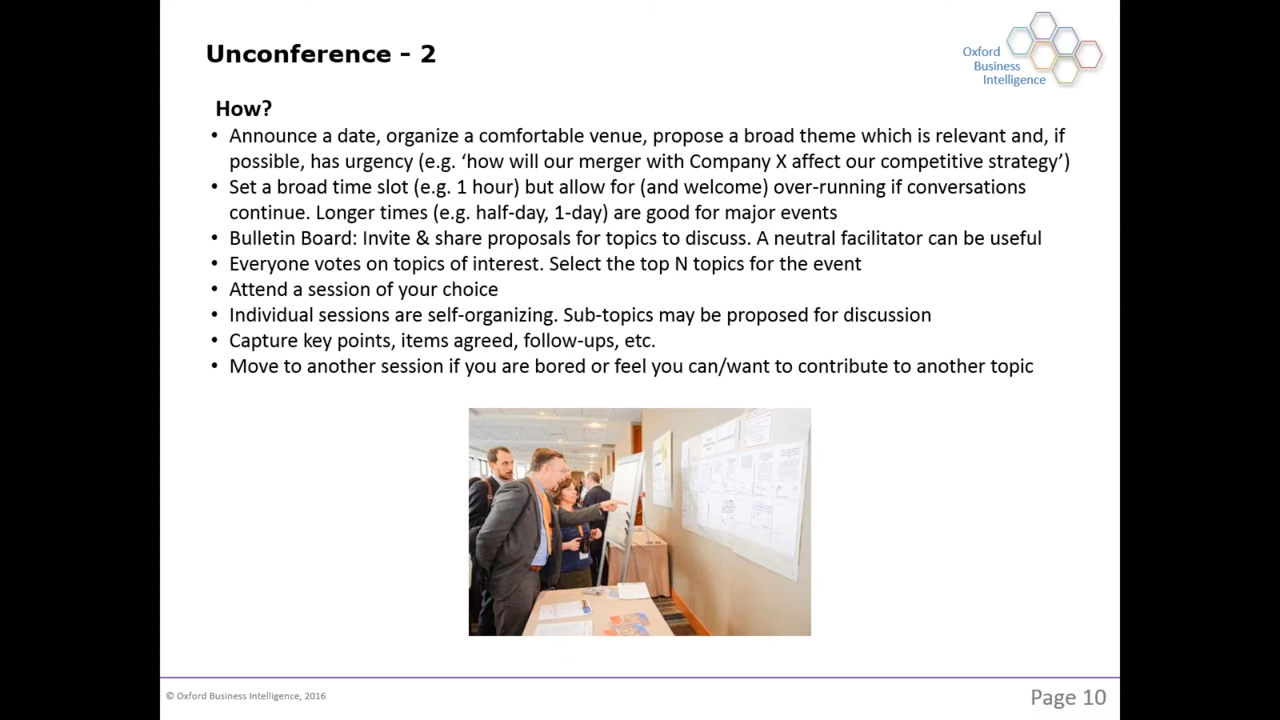 Unconference - 2
Oxford
Business
Intelligence
How?
• Announce a date, organize a comfortable venue, propose a broad theme which is relevant and, if
possible, has urgency (e.g. ‘how will our merger with Company X affect our competitive strategy’)
• Set a broad time slot (e.g. 1 hour) but allow for (and welcome) over-running if conversations
continue. Longer times (e.g. half-day, 1-day) are good for major events
• Bulletin Board: Invite & share proposals for topics to discuss. A neutral facilitator can be useful
• Everyone votes on topics of interest. Select the top N topics for the event
• Attend a session of your choice
• Individual sessions are self-organizing. Sub-topics may be proposed for discussion
• Capture key points, items agreed, follow-ups, etc.
• Move to another session if you are bored or feel you can/want to contribute to another topic
© Oxford Business Intelligence, 2016
Page 10